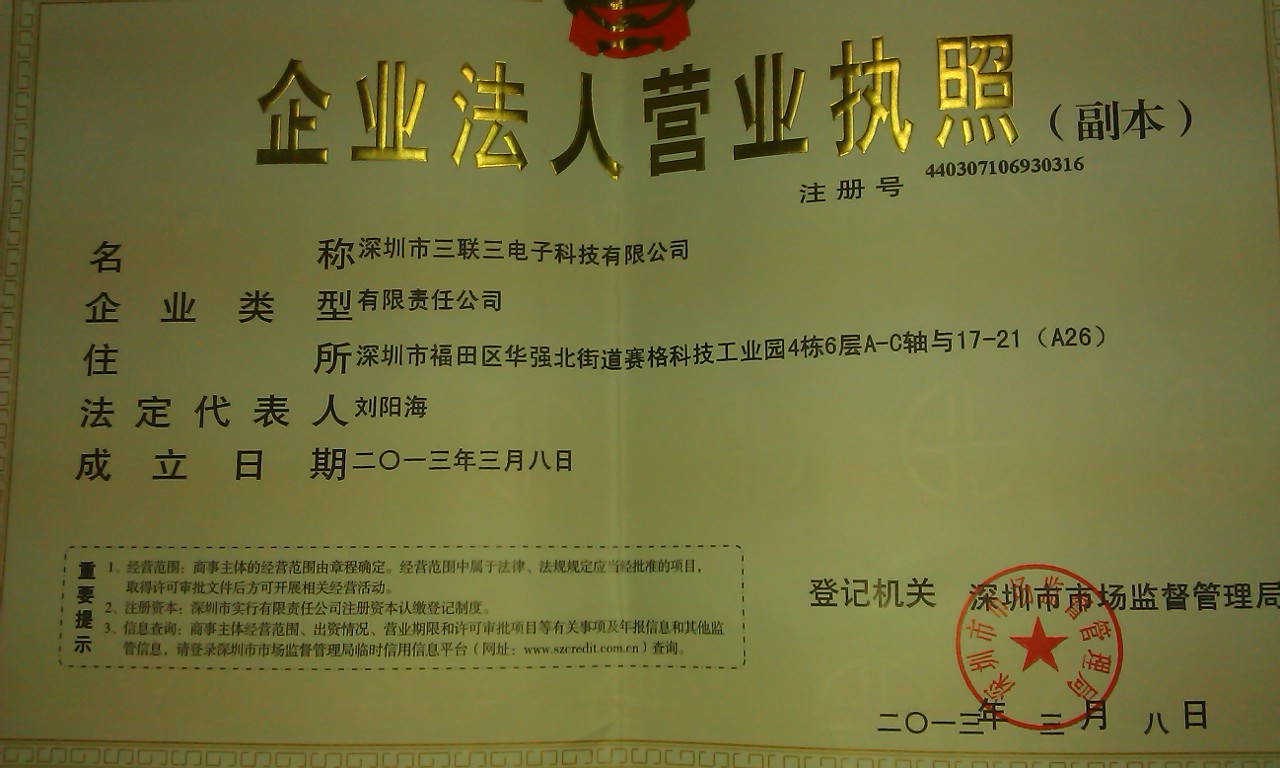 企业法人营业执照（副本）
注册号 440307106930316
名称 深圳市三联三电子科技有限公司
企业类型 有限责任公司
住所 深圳市福田区华强北街道赛格科技工业园4栋6层A-C轴与17-21（A26）
法定代表人 刘阳海
成立日期 二〇一三年三月八日
重要提示
1、经营范围：商事主体的经营范围由章程确定。经营范围中属于法律、法规规定应当经批准的项目，
取得许可审批文件后方可开展相关经营活动。
2、注册资本：深圳市实行有限责任公司注册资本认缴登记制度。
3、信息查询：商事主体经营范围、出资情况、营业期限和许可审批项目等有关事项及年报信息和其他监
管信息，请登录深圳市市场监督管理局临时信用信息平台（网址：www.szcredit.com.cn）查询。
登记机关 深圳市市场监督管理局
深圳市市场监督管理局
二〇一三年 三 月 八 日